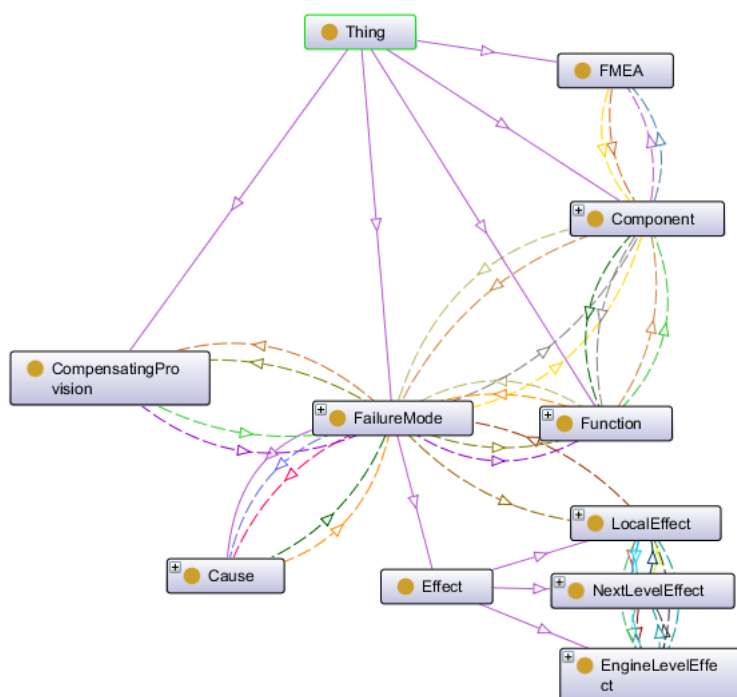 Thing
FMEA
Component
CompensatingPro
vision
FailureMode
Function
LocalEffect
Cause
Effect
NextLevelEffect
EngineLevelEffe
ct